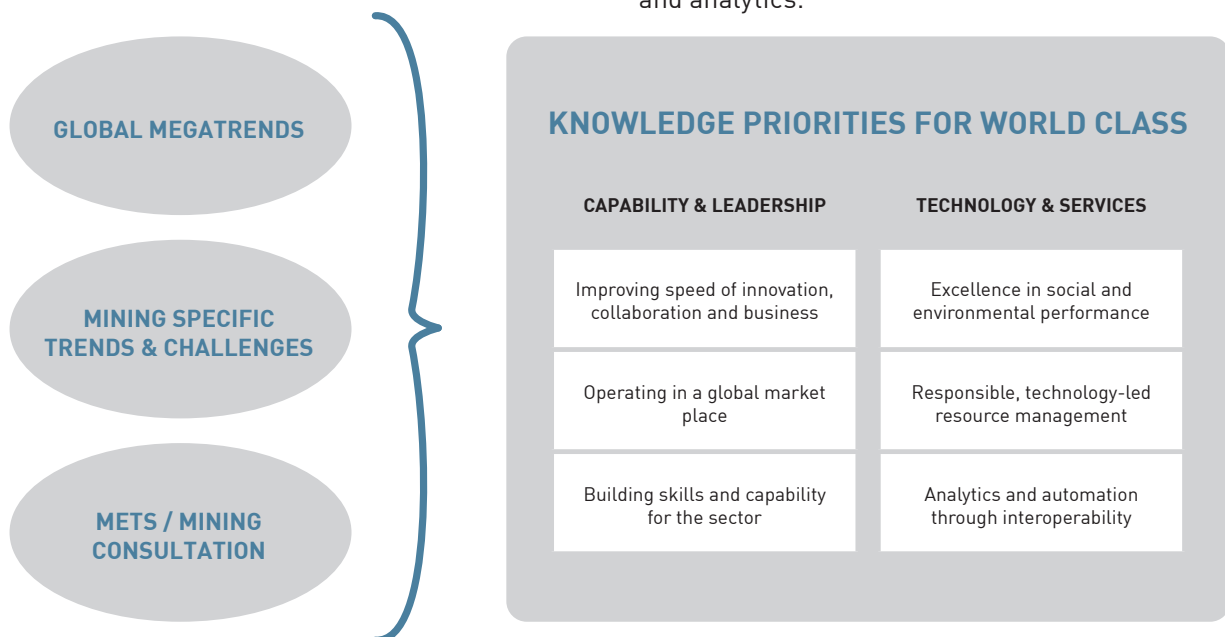 and analytics.
GLOBAL MEGATRENDS
MINING SPECIFIC
TRENDS & CHALLENGES
METS / MINING
CONSULTATION
KNOWLEDGE PRIORITIES FOR WORLD CLASS
CAPABILITY & LEADERSHIP
Improving speed of innovation,
collaboration and business
Operating in a global market
place
Building skills and capability
for the sector
TECHNOLOGY & SERVICES
Excellence in social and
environmental performance
Responsible, technology-led
resource management
Analytics and automation
through interoperability